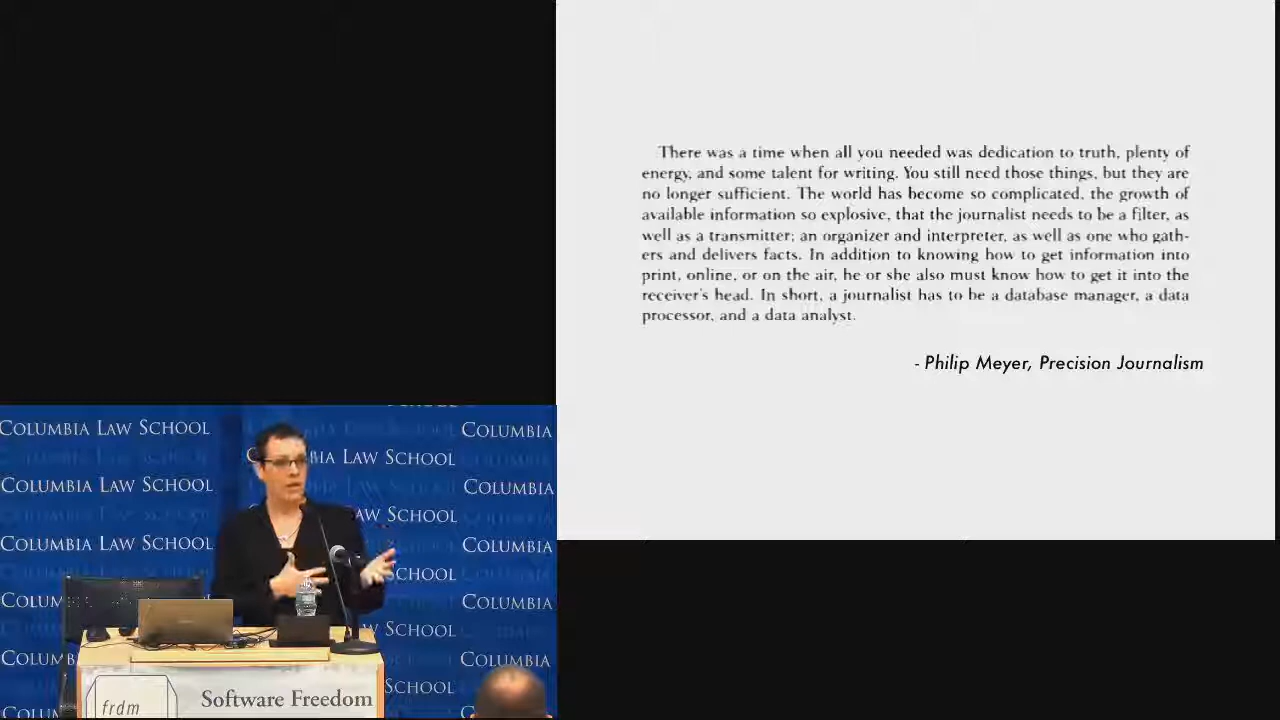 There was a time when all you needed was dedication to truth, plenty of
energy, and some talent for writing. You still need those things, but they are
no longer sufficient. The world has become so complicated, the growth of
available information so explosive, that the journalist needs to be a filter, as
well as a transmitter; an organizer and interpreter, as well as one who gath-
ers and delivers facts. In addition to knowing how to get information into
print, online, or on the air, he or she also must know how to get it into the
receiver's head. In short, a journalist has to be a database manager, a data
processor, and a data analyst.
- Philip Meyer, Precision Journalism
COLUMBIA LAW SCHOOL
COLUMBIA
LAW SCHOOL
COLUMBIA LAW SCHOOL
COLUMBIA
SCHOOL
COLUMBIA LAW SCHOOL
COLUMBIA
SCHOOL
COLUMBIA
SCHOOL
COLUMBIA
SCHOOL
frdm
Software Freedom